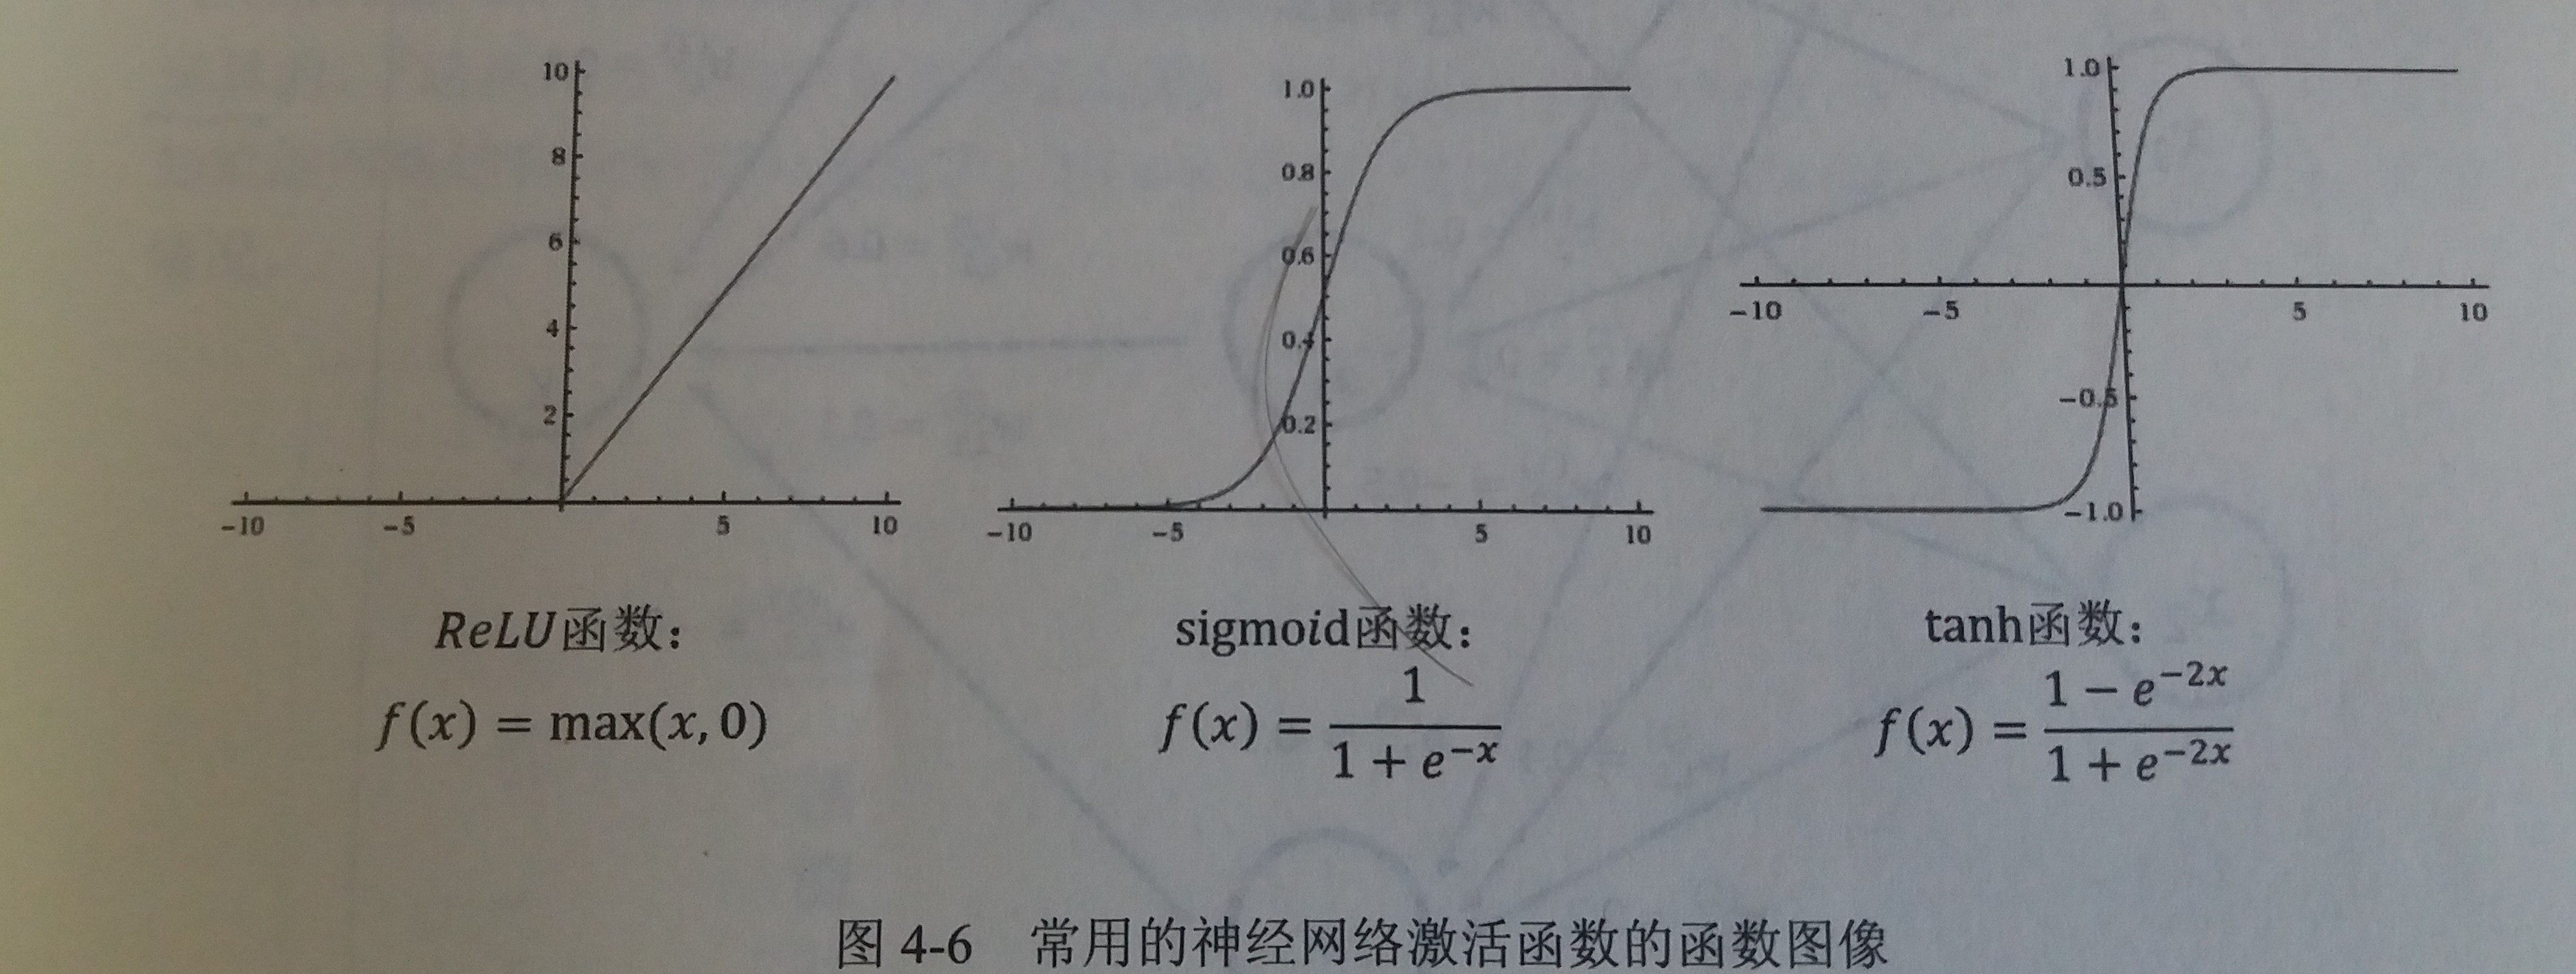 10
8
6
4
2
−10 −5 5 10
ReLU函数：
f(x) = max(x, 0)
1.0
0.8
0.6
0.4
0.2
−10 −5 5 10
sigmoid函数：
f(x) = 1 / (1 + e^{−x})
1.0
0.5
−10 −5 5 10
−0.5
−1.0
tanh函数：
f(x) = (1 − e^{−2x}) / (1 + e^{−2x})
图 4-6 常用的神经网络激活函数的函数图像